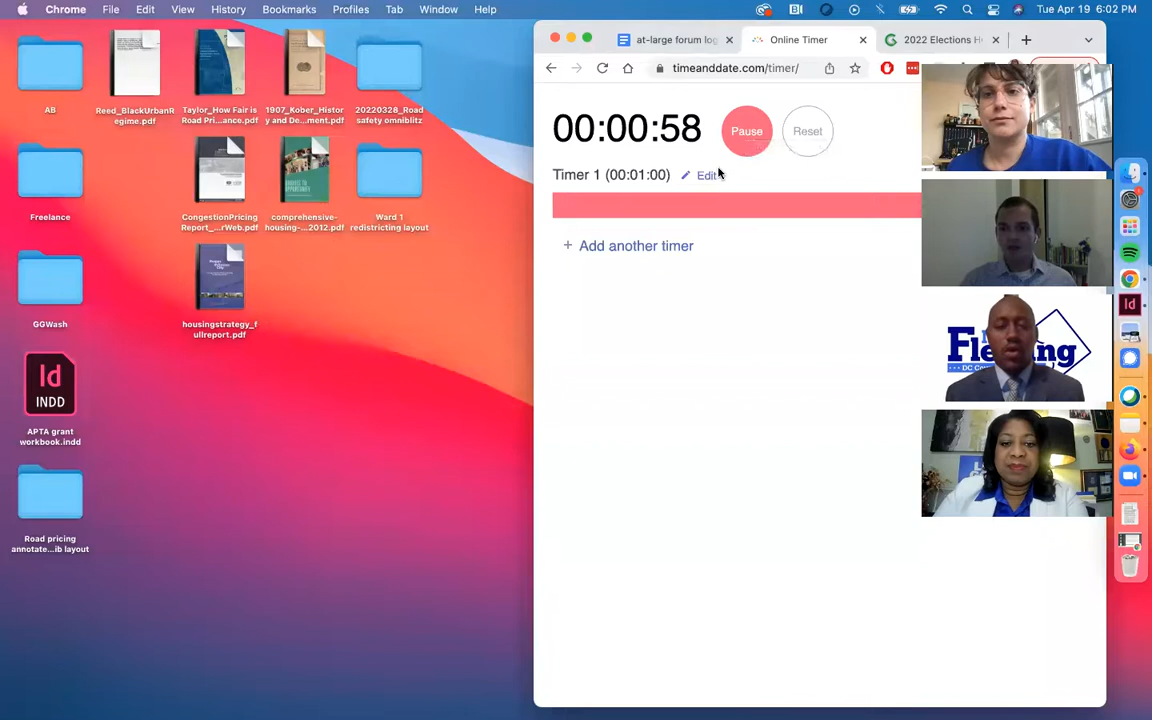 Chrome File Edit View History Bookmarks Profiles Tab Window Help
Tue Apr 19 6:02 PM
AB
Reed_BlackUrbanR
egime.pdf
Taylor_How Fair is
Road Pri...ance.pdf
1907_Kober_Histor
y and De...ment.pdf
20220328_Road
safety omniblitz
Freelance
CongestionPricing
Report_...rWeb.pdf
comprehensive-
housing-...2012.pdf
Ward 1
redistricting layout
GGWash
housingstrategy_f
ullreport.pdf
Id
INDD
APTA grant
workbook.indd
Road pricing
annotate...ib layout
at-large forum log
Online Timer
2022 Elections H
timeanddate.com/timer/
00:00:58
Pause
Reset
Timer 1 (00:01:00)
Edit
+ Add another timer
Id